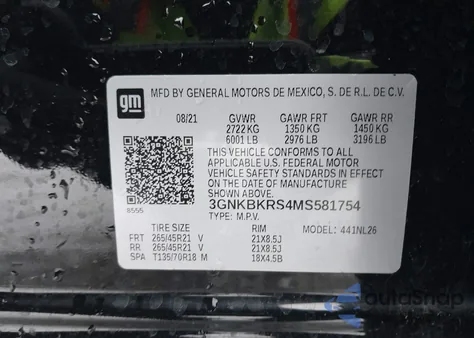 gm
MFD BY GENERAL MOTORS DE MEXICO, S. DE R.L. DE C.V.
08/21 GVWR GAWR FRT GAWR RR
2722 KG 1350 KG 1450 KG
6001 LB 2976 LB 3196 LB
THIS VEHICLE CONFORMS TO ALL
APPLICABLE U.S. FEDERAL MOTOR
VEHICLE SAFETY STANDARDS IN EFFECT
ON THE DATE OF MANUFACTURE
SHOWN ABOVE.
3GNKBKRS4MS581754
TYPE: M.P.V.
8555
TIRE SIZE RIM MODEL: 441NL26
FRT 265/45R21 V 21X8.5J
RR 265/45R21 V 21X8.5J
SPA T135/70R18 M 18X4.5B
AutoSnap